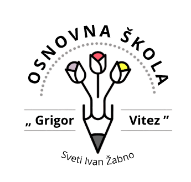 OSNOVNA ŠKOLA
„ Grigor Vitez ”
Sveti Ivan Žabno